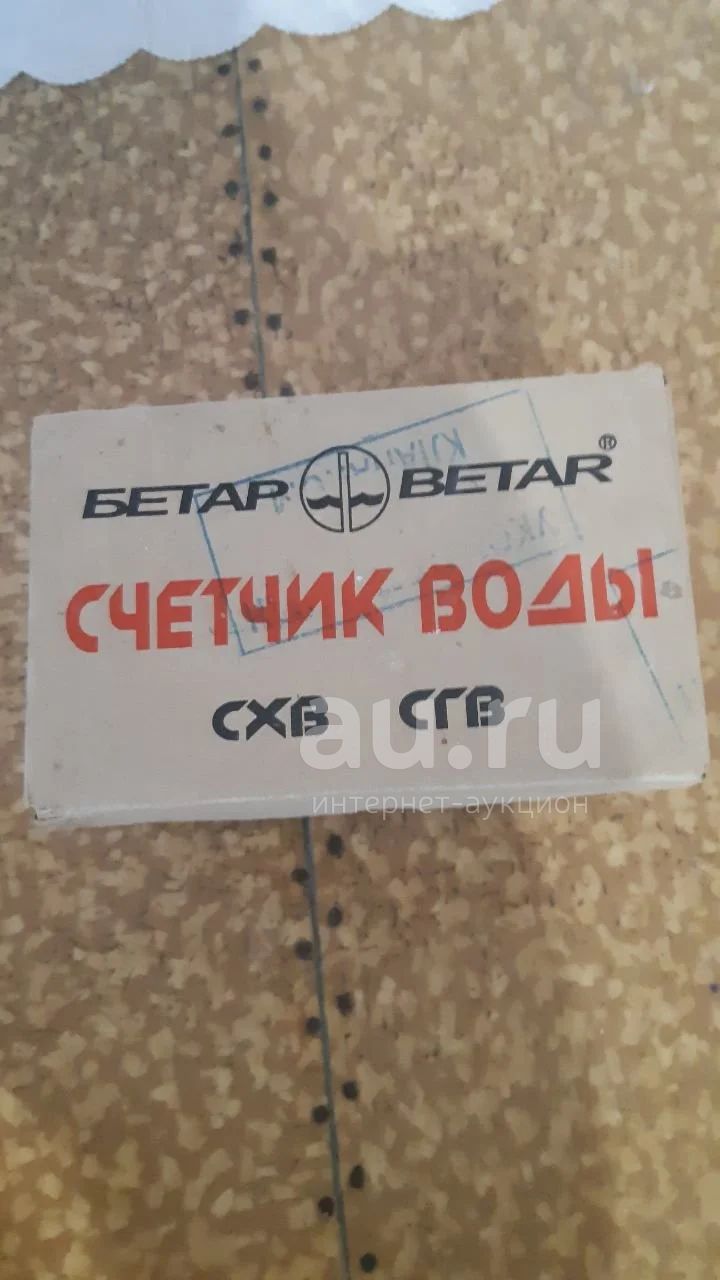 БЕТАР BETAR®
СЧЕТЧИК ВОДЫ
СХВ СГВ
au.ru
интернет-аукцион